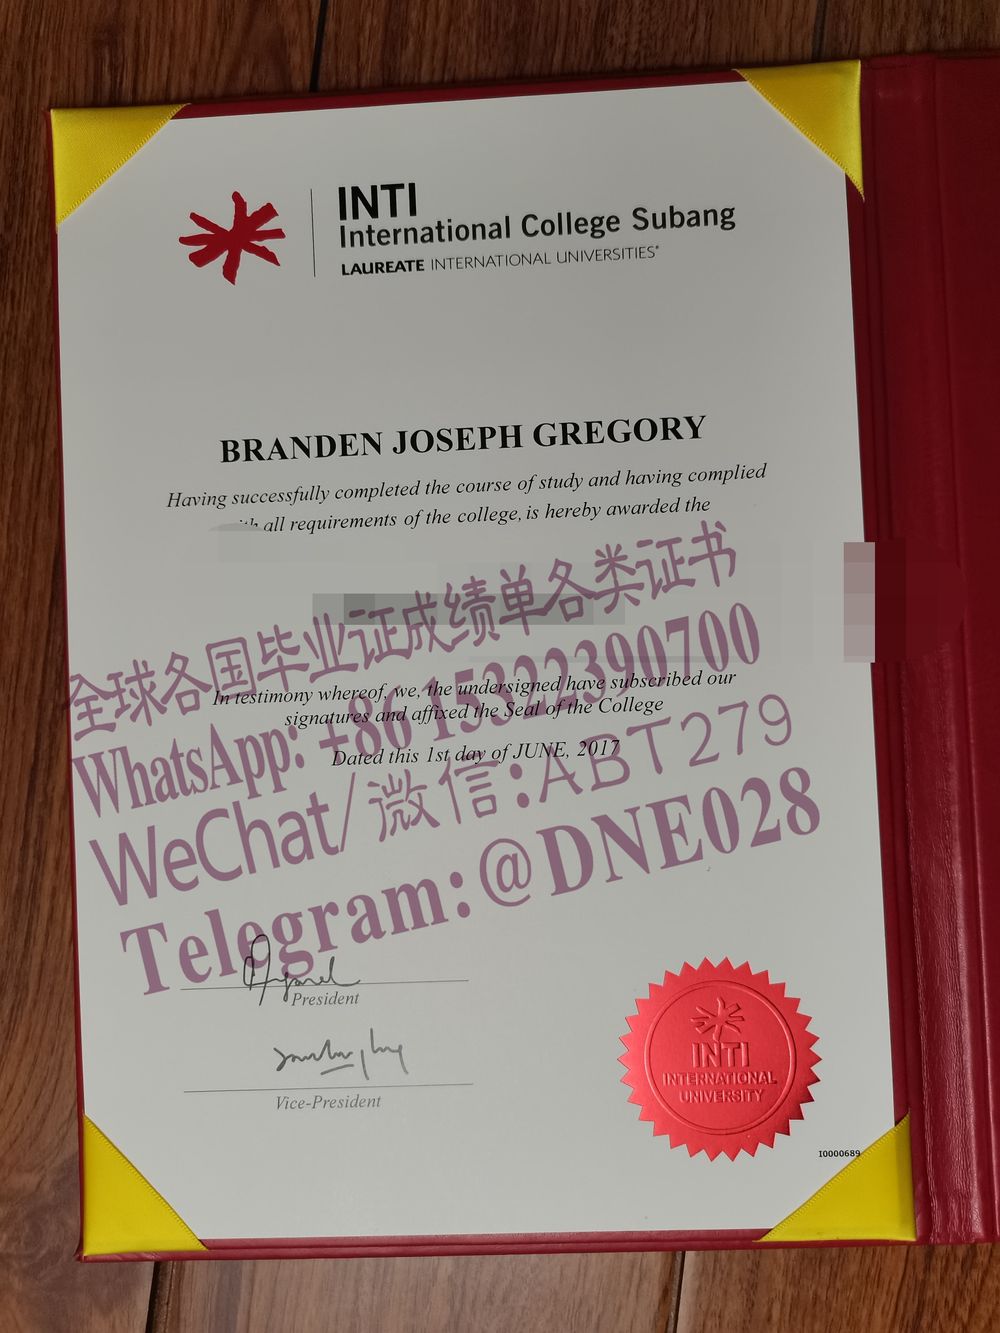 INTI
International College Subang
LAUREATE INTERNATIONAL UNIVERSITIES®
BRANDEN JOSEPH GREGORY
Having successfully completed the course of study and having complied
all requirements of the college, is hereby awarded the
全球各国毕业证成绩单各类证书
In testimony whereof, we, the undersigned have subscribed our
signatures and affixed the Seal of the College
WhatsApp: +86 15322390700
Dated this 1st day of JUNE, 2017
WeChat/微信:ABT279
Telegram:@DNE028
President
Vice-President
INTI
INTERNATIONAL
UNIVERSITY
I0000689